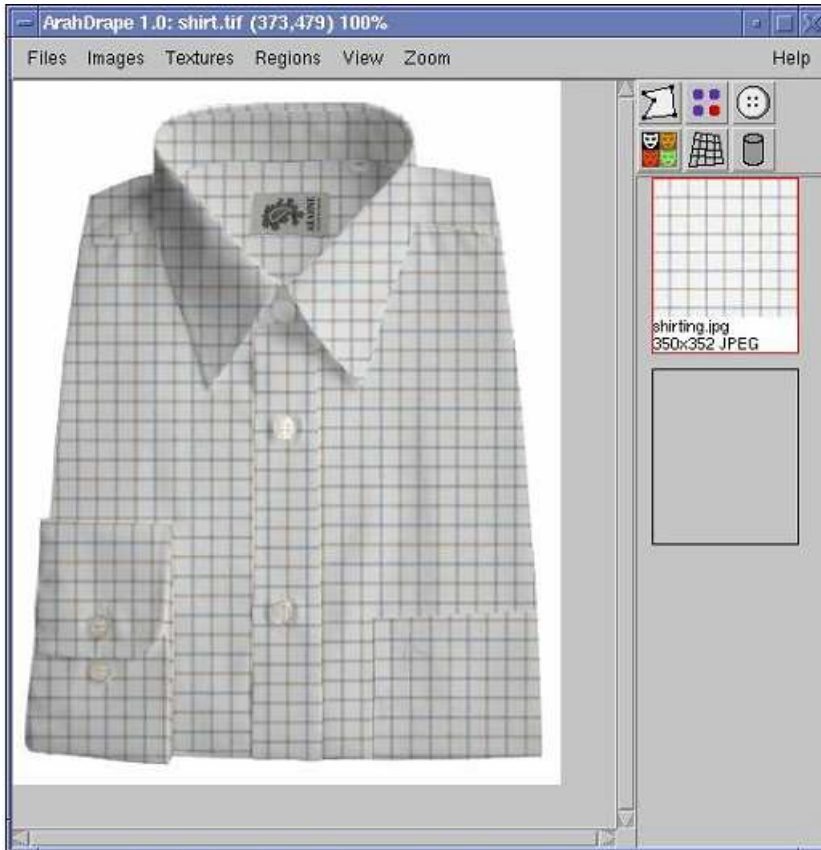 ArahDrape 1.0: shirt.tif (373,479) 100%
Files Images Textures Regions View Zoom Help
shirting.jpg
350x352 JPEG